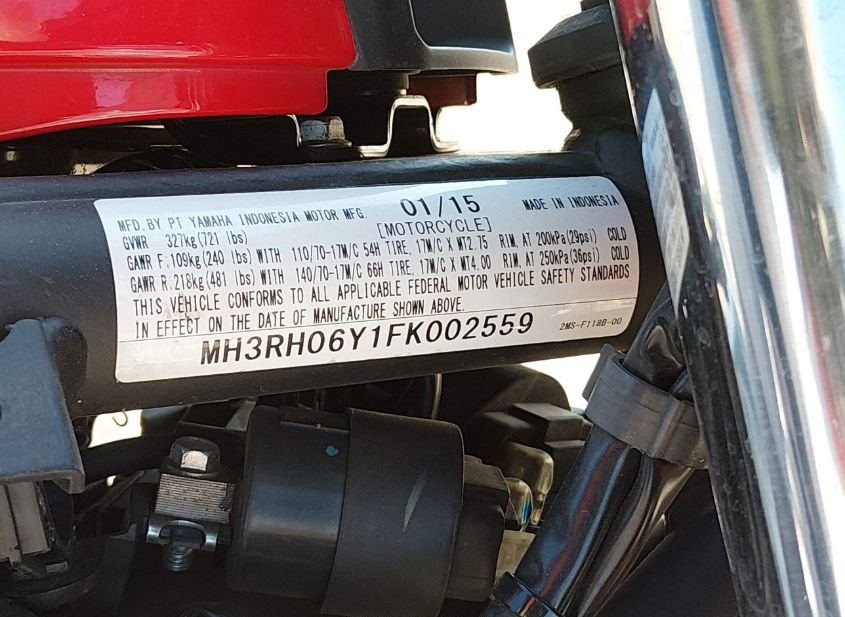 MFD. BY PT YAMAHA INDONESIA MOTOR MFG. 01/15 MADE IN INDONESIA
GVWR 327kg(721 lbs) [MOTORCYCLE]
GAWR F.109kg(240 lbs) WITH 110/70-17M/C 54H TIRE, 17M/C X MT2.75 RIM, AT 200kPa(29psi) COLD
GAWR R.218kg(481 lbs) WITH 140/70-17M/C 66H TIRE, 17M/C X MT4.00 RIM, AT 250kPa(36psi) COLD
THIS VEHICLE CONFORMS TO ALL APPLICABLE FEDERAL MOTOR VEHICLE SAFETY STANDARDS
IN EFFECT ON THE DATE OF MANUFACTURE SHOWN ABOVE.
MH3RH06Y1FK002559 2MS-F118B-00